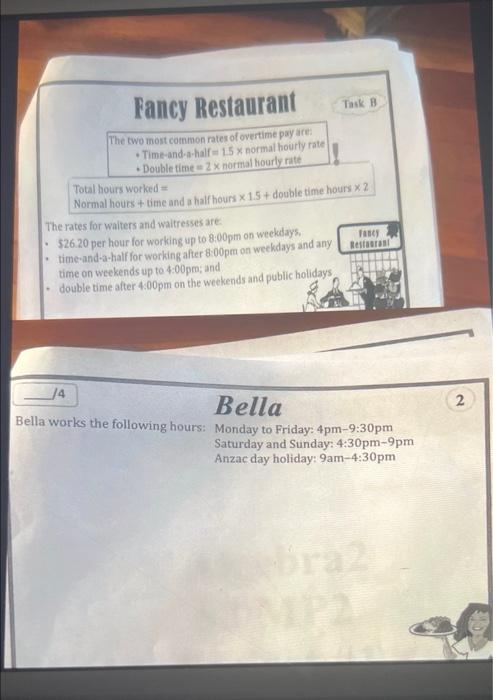 Fancy Restaurant
Task B
The two most common rates of overtime pay are:
• Time-and-a-half = 1.5 × normal hourly rate
• Double time = 2 × normal hourly rate
!
Total hours worked =
Normal hours + time and a half hours × 1.5 + double time hours × 2
The rates for waiters and waitresses are:
• $26.20 per hour for working up to 8:00pm on weekdays,
• time-and-a-half for working after 8:00pm on weekdays and any
time on weekends up to 4:00pm; and
• double time after 4:00pm on the weekends and public holidays
Fancy
Restaurant
___/4
Bella
2
Bella works the following hours: Monday to Friday: 4pm–9:30pm
Saturday and Sunday: 4:30pm–9pm
Anzac day holiday: 9am–4:30pm